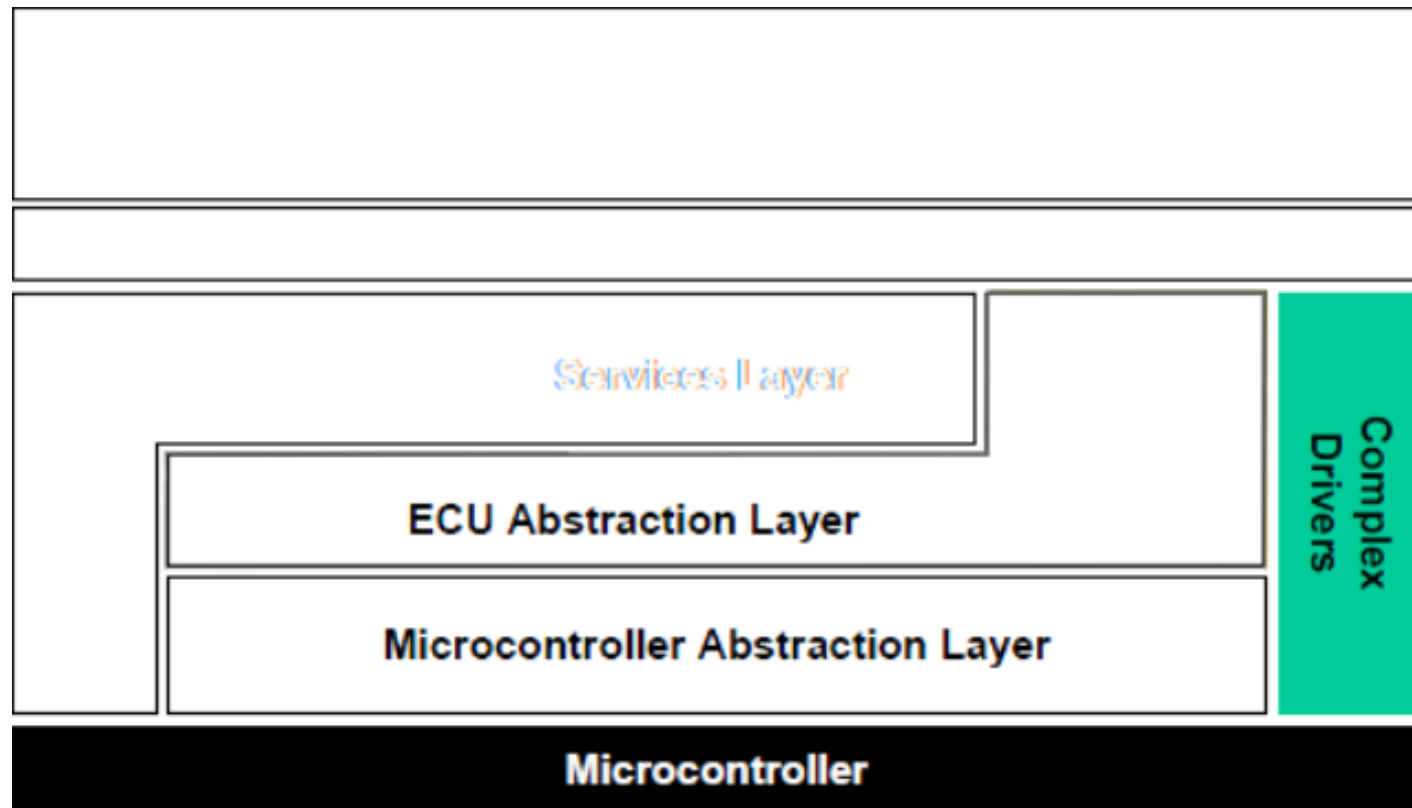 Services Layer
ECU Abstraction Layer
Microcontroller Abstraction Layer
Complex
Drivers
Microcontroller